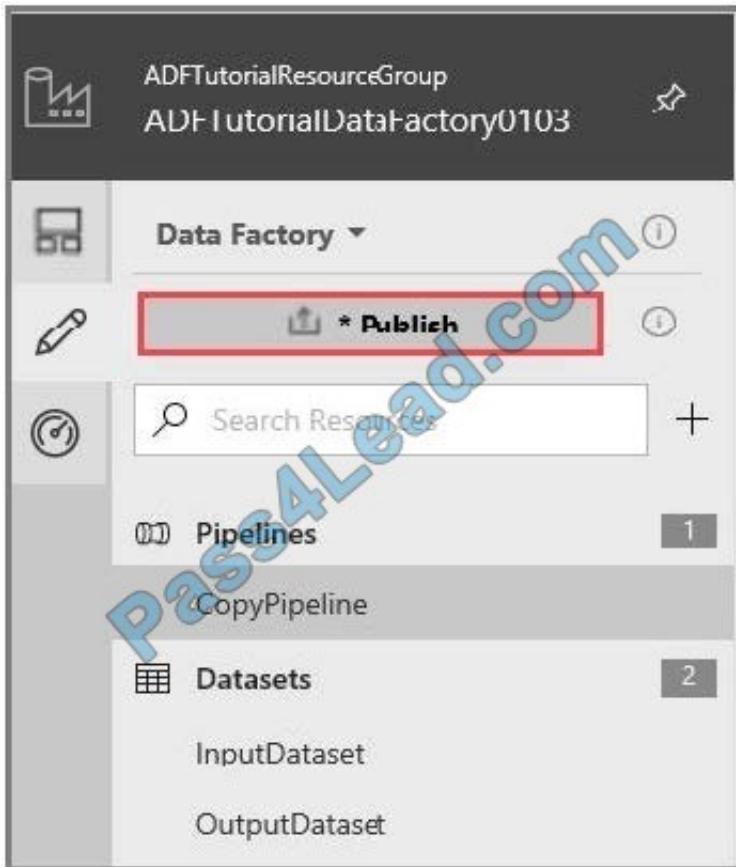 ADFTutorialResourceGroup
ADFTutorialDataFactory0103
Data Factory
* Publish
Search Resources
Pipelines 1
CopyPipeline
Datasets 2
InputDataset
OutputDataset
Pass4Lead.com